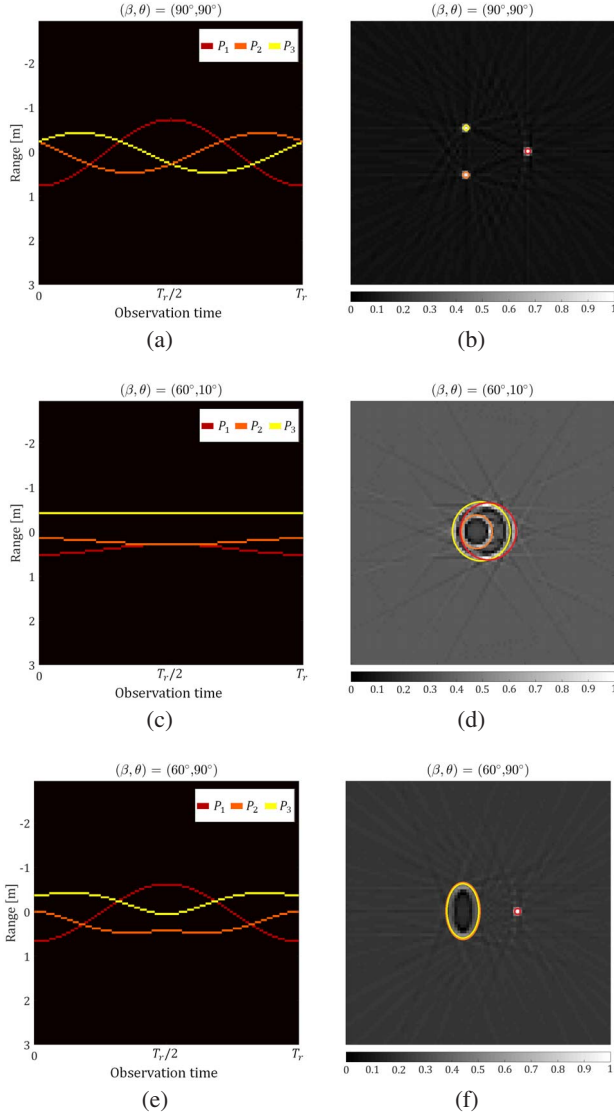 (β, θ) = (90°,90°)
P1 P2 P3
-2
-1
0
1
2
3
Range [m]
0 Tr/2 Tr
Observation time
(a)
(β, θ) = (90°,90°)
0 0.1 0.2 0.3 0.4 0.5 0.6 0.7 0.8 0.9 1
(b)
(β, θ) = (60°,10°)
P1 P2 P3
-2
-1
0
1
2
3
Range [m]
0 Tr/2 Tr
Observation time
(c)
(β, θ) = (60°,10°)
0 0.1 0.2 0.3 0.4 0.5 0.6 0.7 0.8 0.9 1
(d)
(β, θ) = (60°,90°)
P1 P2 P3
-2
-1
0
1
2
3
Range [m]
0 Tr/2 Tr
Observation time
(e)
(β, θ) = (60°,90°)
0 0.1 0.2 0.3 0.4 0.5 0.6 0.7 0.8 0.9 1
(f)